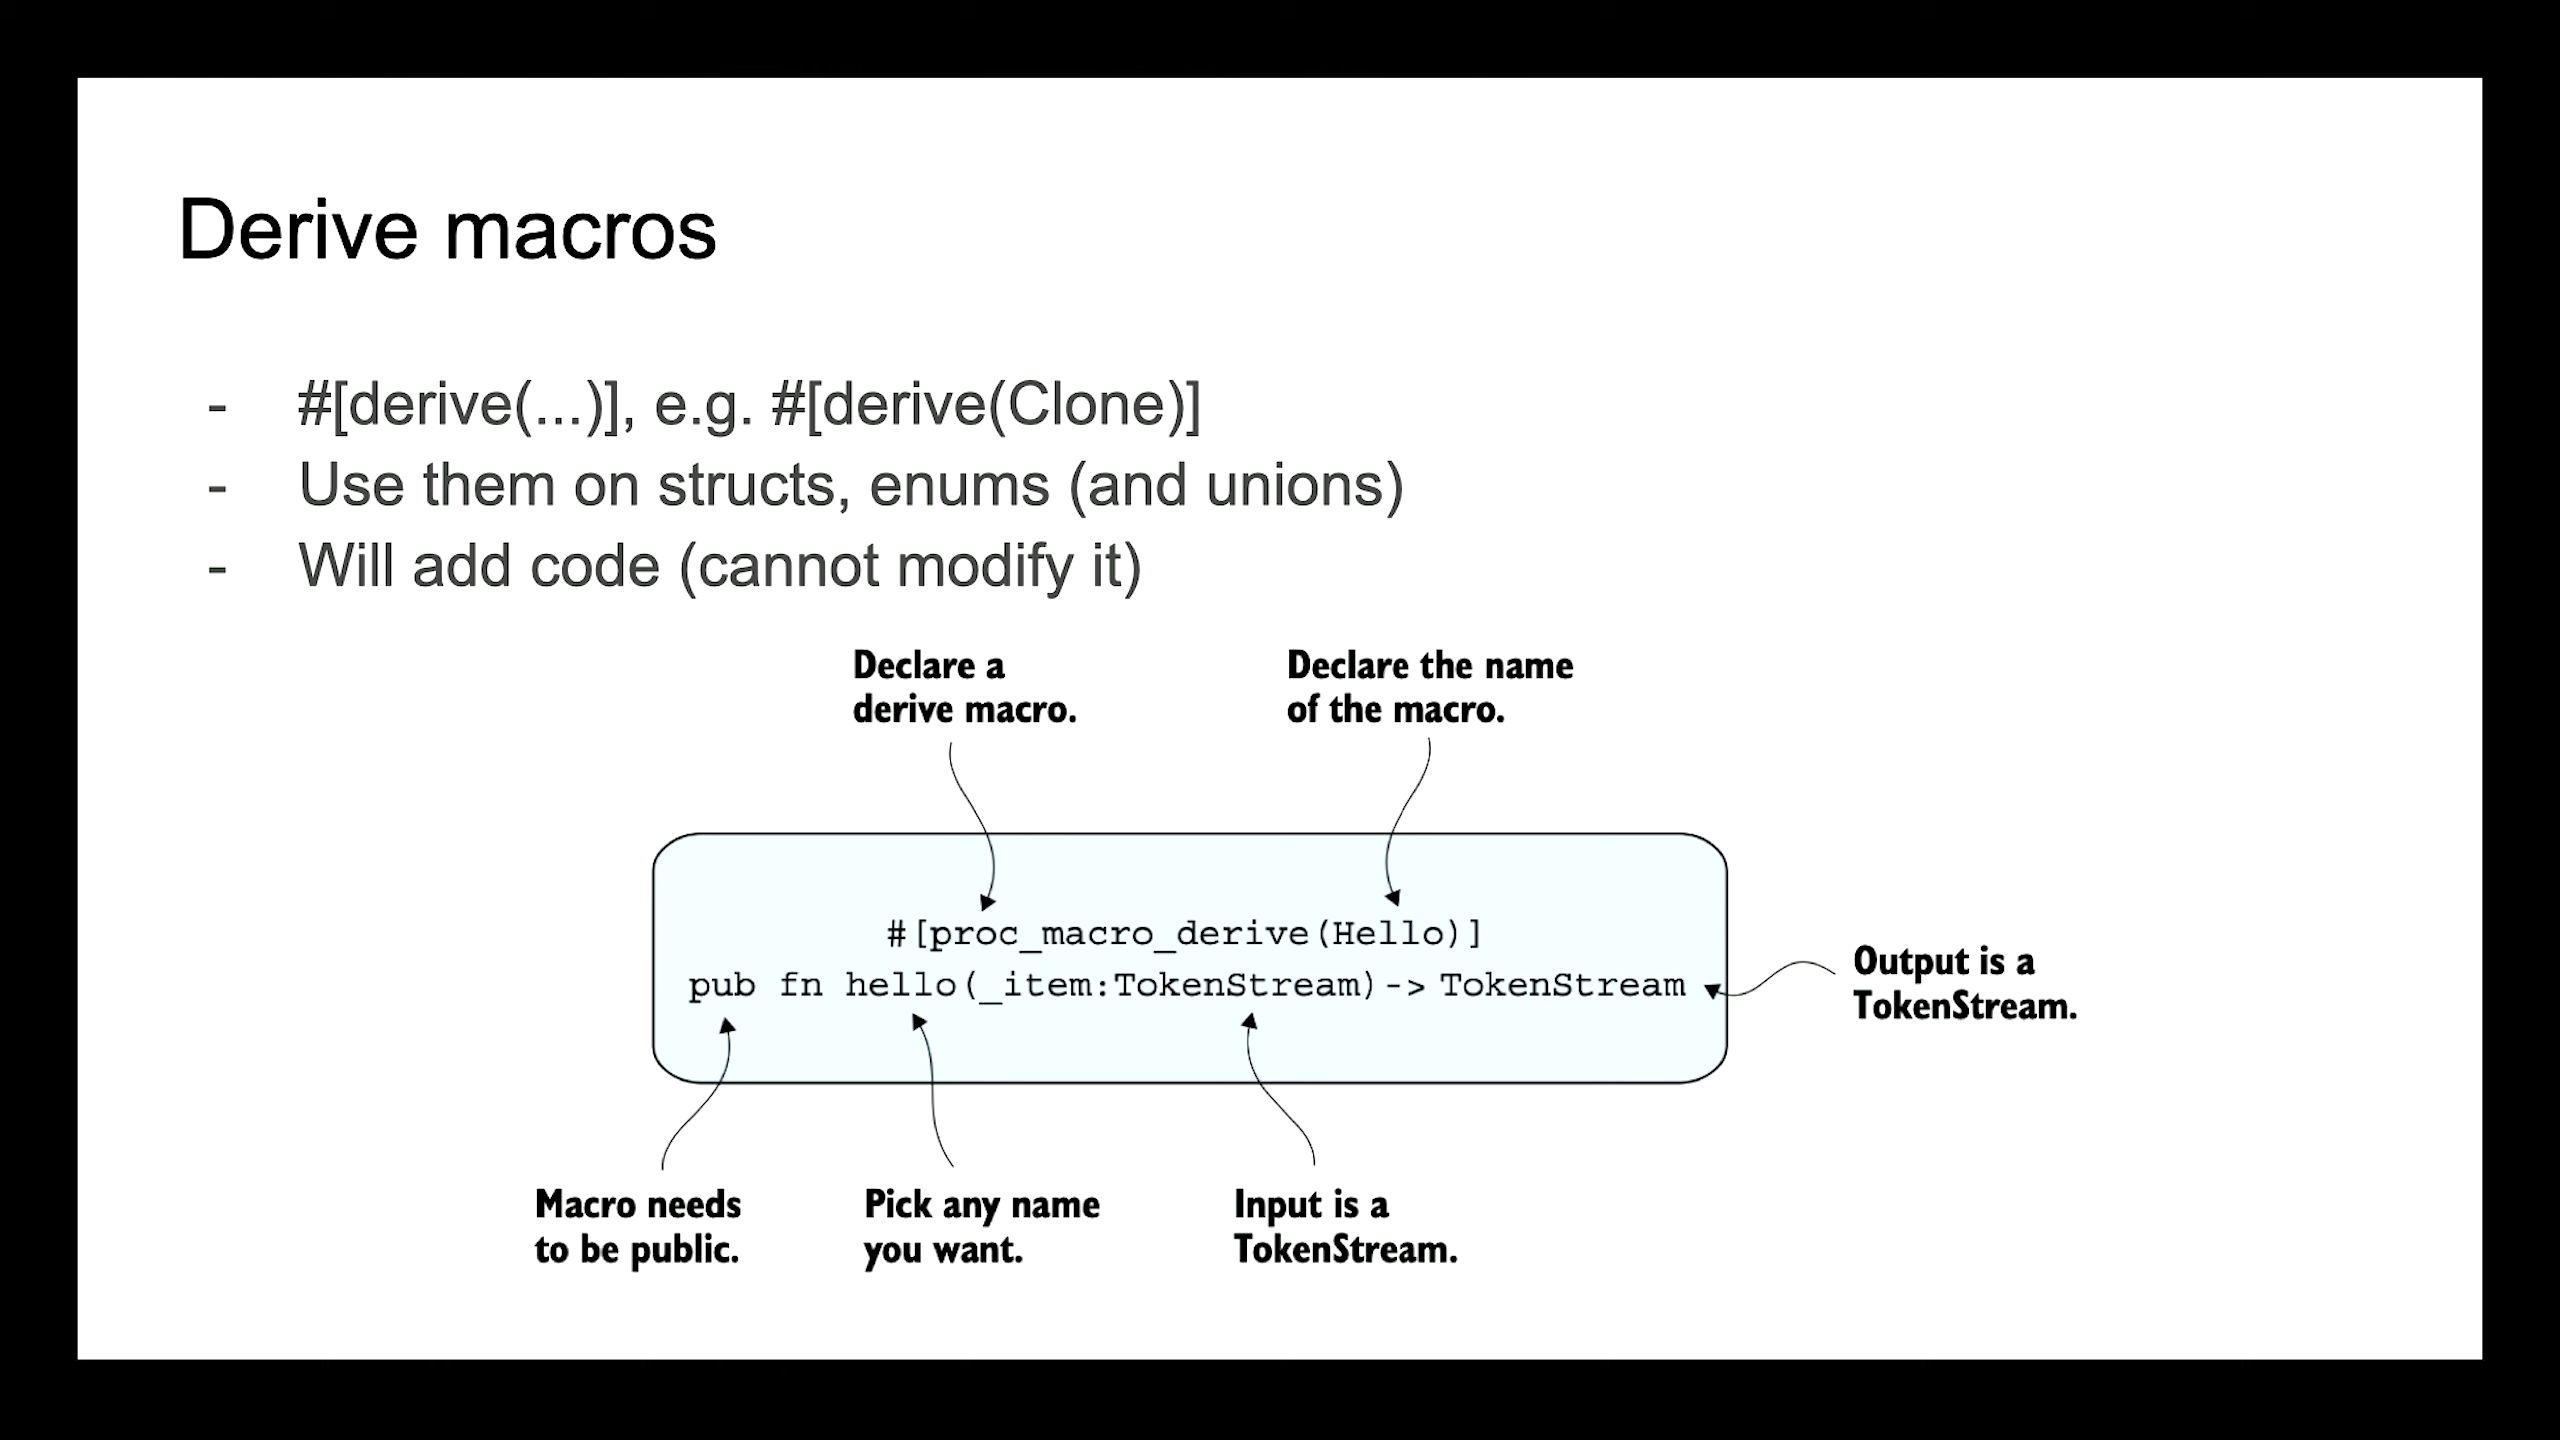 Derive macros
- #[derive(...)], e.g. #[derive(Clone)]
- Use them on structs, enums (and unions)
- Will add code (cannot modify it)
Declare a
derive macro.
Declare the name
of the macro.
#[proc_macro_derive(Hello)]
pub fn hello(_item:TokenStream)-> TokenStream
Output is a
TokenStream.
Macro needs
to be public.
Pick any name
you want.
Input is a
TokenStream.